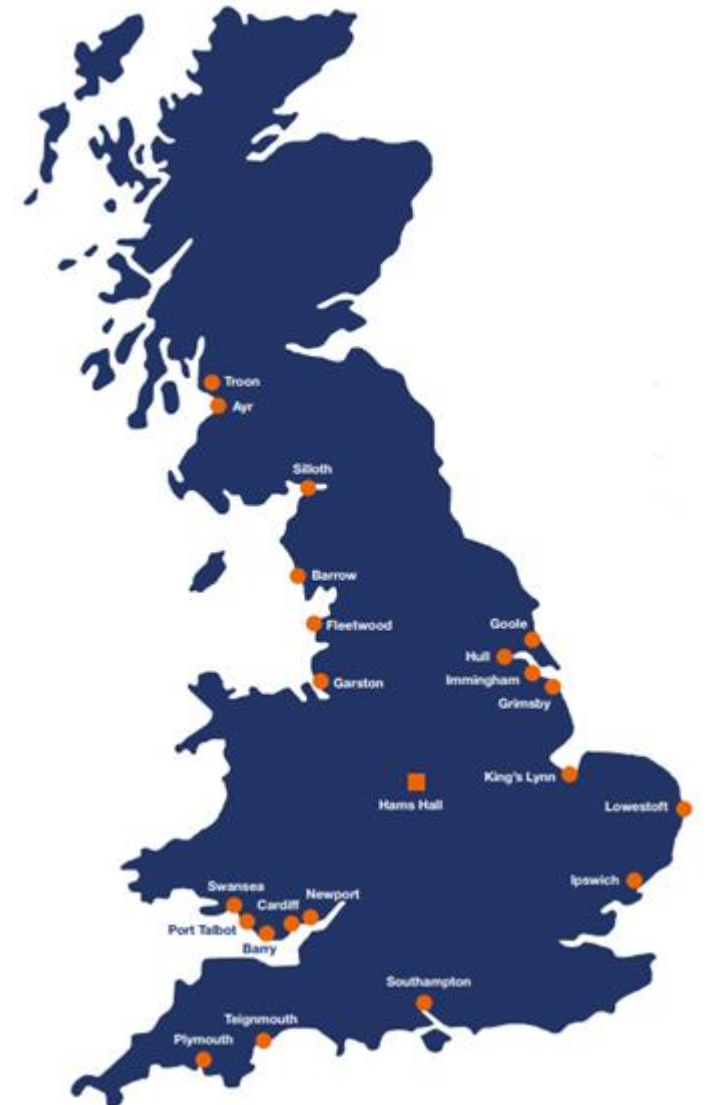 Troon
Ayr
Silloth
Barrow
Fleetwood
Goole
Hull
Immingham
Garston
Grimsby
King's Lynn
Hams Hall
Lowestoft
Ipswich
Swansea
Newport
Cardiff
Port Talbot
Barry
Southampton
Teignmouth
Plymouth